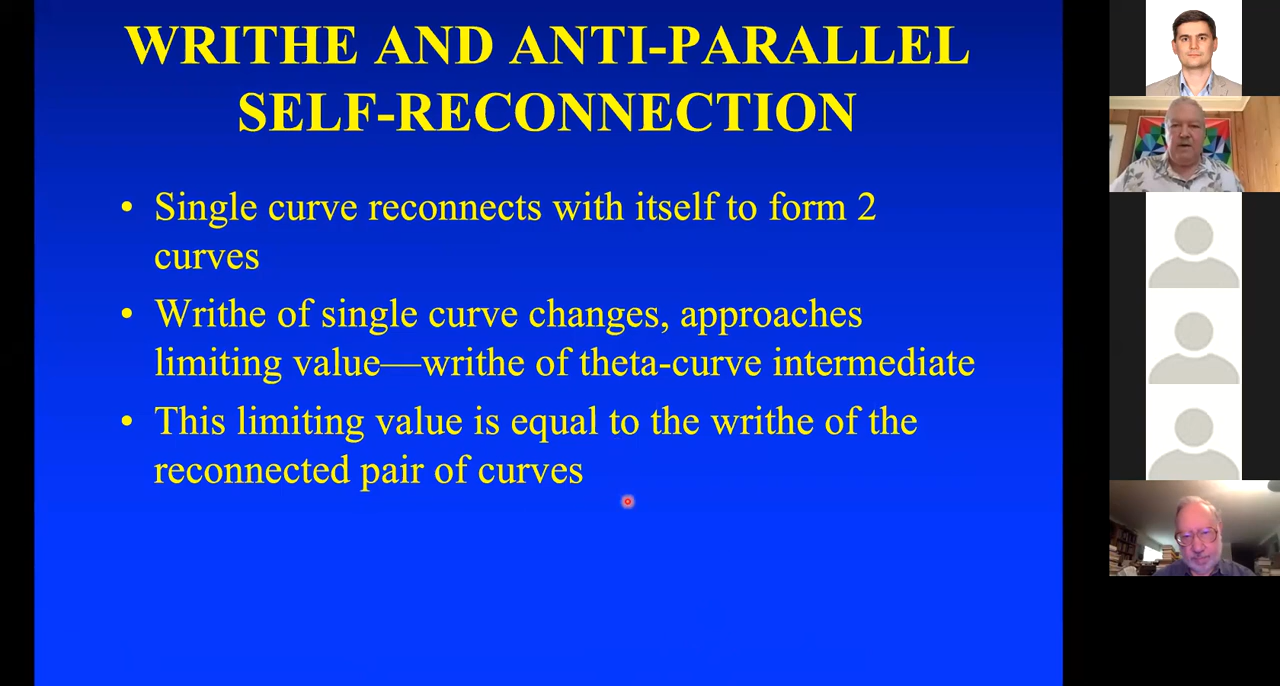 WRITHE AND ANTI-PARALLEL
SELF-RECONNECTION
• Single curve reconnects with itself to form 2
curves
• Writhe of single curve changes, approaches
limiting value—writhe of theta-curve intermediate
• This limiting value is equal to the writhe of the
reconnected pair of curves